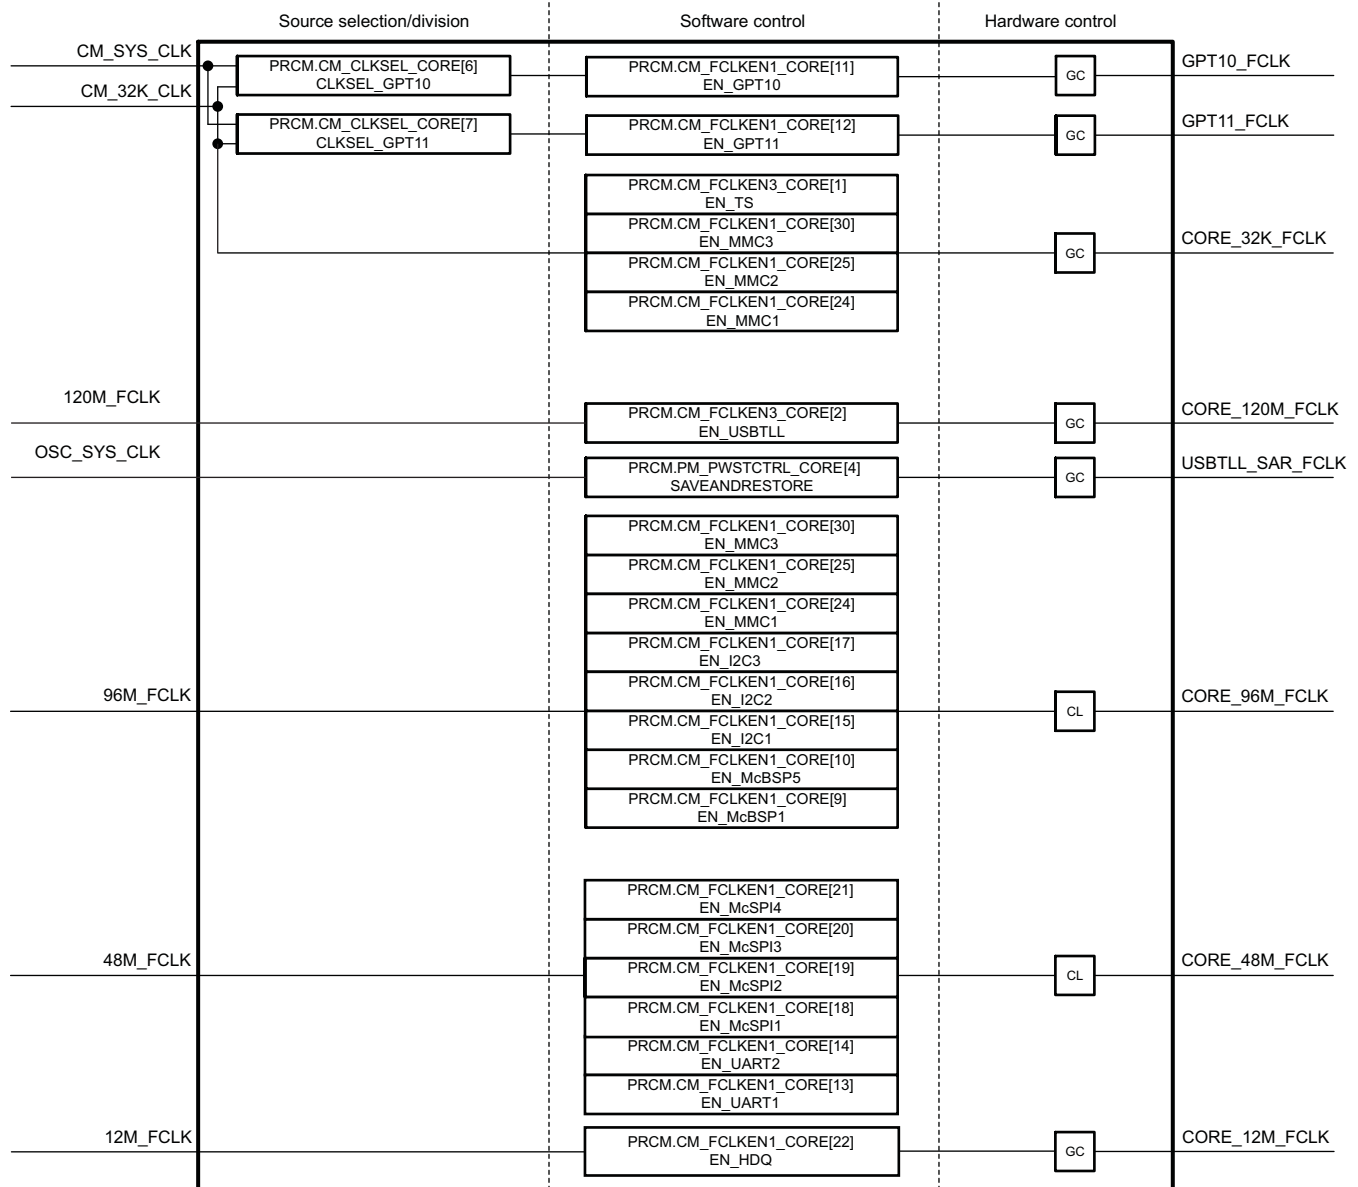 Source selection/division
Software control
Hardware control
CM_SYS_CLK
CM_32K_CLK
PRCM.CM_CLKSEL_CORE[6]
CLKSEL_GPT10
PRCM.CM_FCLKEN1_CORE[11]
EN_GPT10
GC
GPT10_FCLK
PRCM.CM_CLKSEL_CORE[7]
CLKSEL_GPT11
PRCM.CM_FCLKEN1_CORE[12]
EN_GPT11
GC
GPT11_FCLK
PRCM.CM_FCLKEN3_CORE[1]
EN_TS
PRCM.CM_FCLKEN1_CORE[30]
EN_MMC3
PRCM.CM_FCLKEN1_CORE[25]
EN_MMC2
PRCM.CM_FCLKEN1_CORE[24]
EN_MMC1
GC
CORE_32K_FCLK
120M_FCLK
PRCM.CM_FCLKEN3_CORE[2]
EN_USBTLL
GC
CORE_120M_FCLK
OSC_SYS_CLK
PRCM.PM_PWSTCTRL_CORE[4]
SAVEANDRESTORE
GC
USBTLL_SAR_FCLK
PRCM.CM_FCLKEN1_CORE[30]
EN_MMC3
PRCM.CM_FCLKEN1_CORE[25]
EN_MMC2
PRCM.CM_FCLKEN1_CORE[24]
EN_MMC1
PRCM.CM_FCLKEN1_CORE[17]
EN_I2C3
96M_FCLK
PRCM.CM_FCLKEN1_CORE[16]
EN_I2C2
PRCM.CM_FCLKEN1_CORE[15]
EN_I2C1
PRCM.CM_FCLKEN1_CORE[10]
EN_McBSP5
PRCM.CM_FCLKEN1_CORE[9]
EN_McBSP1
CL
CORE_96M_FCLK
PRCM.CM_FCLKEN1_CORE[21]
EN_McSPI4
PRCM.CM_FCLKEN1_CORE[20]
EN_McSPI3
48M_FCLK
PRCM.CM_FCLKEN1_CORE[19]
EN_McSPI2
PRCM.CM_FCLKEN1_CORE[18]
EN_McSPI1
PRCM.CM_FCLKEN1_CORE[14]
EN_UART2
PRCM.CM_FCLKEN1_CORE[13]
EN_UART1
CL
CORE_48M_FCLK
12M_FCLK
PRCM.CM_FCLKEN1_CORE[22]
EN_HDQ
GC
CORE_12M_FCLK